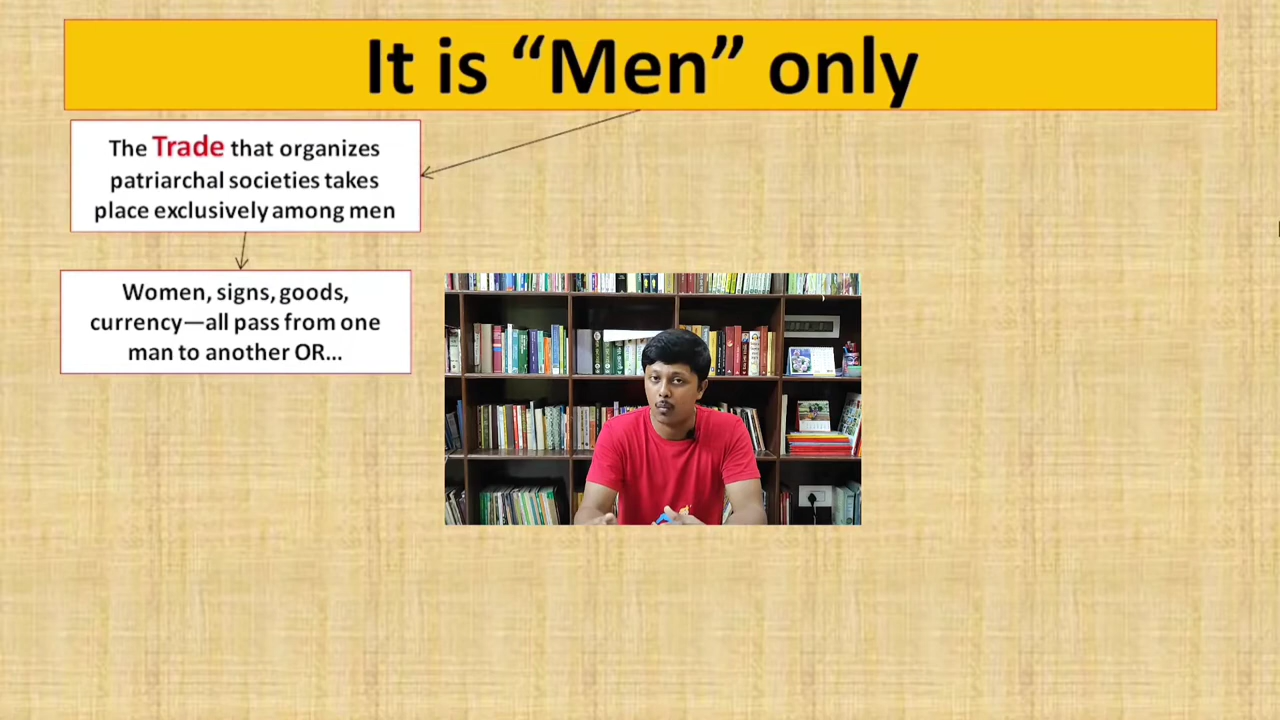 It is “Men” only
The Trade that organizes
patriarchal societies takes
place exclusively among men
Women, signs, goods,
currency—all pass from one
man to another OR...